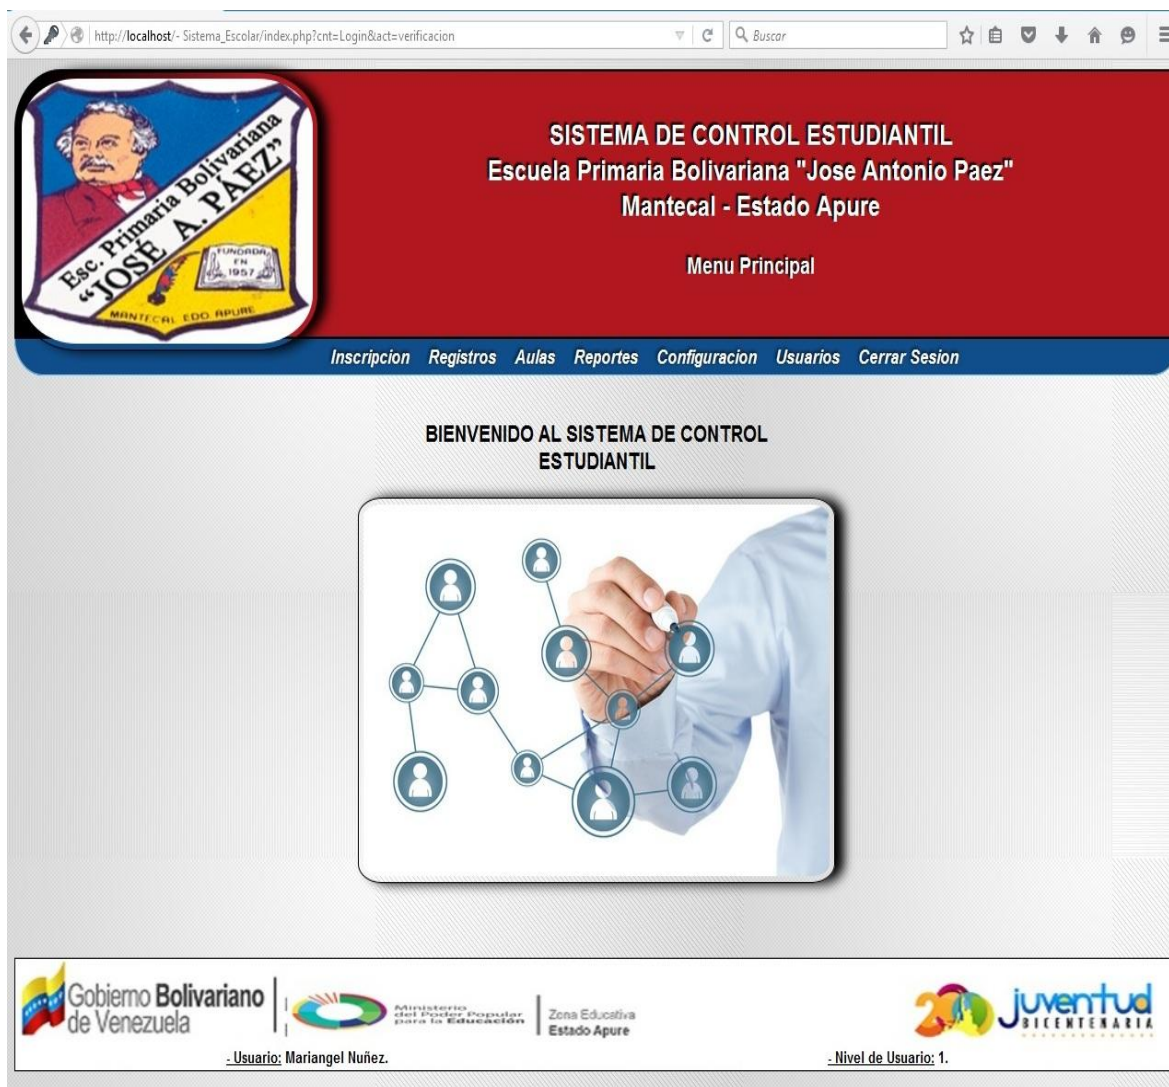 http://localhost/- Sistema_Escolar/index.php?cnt=Login&act=verificacion
Buscar
Esc. Primaria Bolivariana
“JOSÉ A. PÁEZ”
FUNDADA
EN
1957
MANTECAL EDO APURE
SISTEMA DE CONTROL ESTUDIANTIL
Escuela Primaria Bolivariana "Jose Antonio Paez"
Mantecal - Estado Apure
Menu Principal
Inscripcion Registros Aulas Reportes Configuracion Usuarios Cerrar Sesion
BIENVENIDO AL SISTEMA DE CONTROL
ESTUDIANTIL
Gobierno Bolivariano
de Venezuela
Ministerio
del Poder Popular
para la Educación
Zona Educativa
Estado Apure
200 juventud
BICENTENARIA
- Usuario: Mariangel Nuñez.
- Nivel de Usuario: 1.